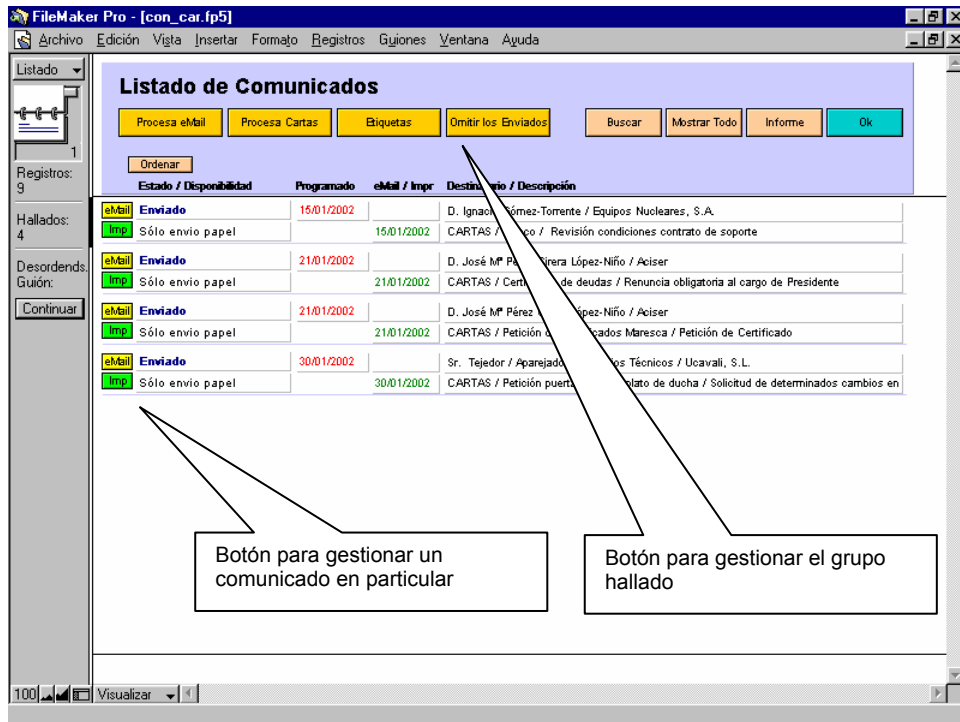 FileMaker Pro - [con_car.fp5]
Archivo Edición Vista Insertar Formato Registros Guiones Ventana Ayuda
Listado
1
Registros:
9
Hallados:
4
Desordends.
Guión:
Continuar
Listado de Comunicados
Procesa eMail Procesa Cartas Etiquetas Omitir los Enviados Buscar Mostrar Todo Informe Ok
Ordenar
Estado / Disponibilidad Programado eMail / Impr Destinatario / Descripción
eMail Enviado 15/01/2002 D. Ignacio Gómez-Torrente / Equipos Nucleares, S.A.
Imp Sólo envio papel 15/01/2002 CARTAS / / Revisión condiciones contrato de soporte
eMail Enviado 21/01/2002 D. José Mª López-Niño / Aciser
Imp Sólo envio papel 21/01/2002 CARTAS / de deudas / Renuncia obligatoria al cargo de Presidente
eMail Enviado 21/01/2002 D. José Mª Pérez López-Niño / Aciser
Imp Sólo envio papel 21/01/2002 CARTAS / Petición Maresca / Petición de Certificado
eMail Enviado 30/01/2002 Sr. Tejedor / Técnicos / Ucavali, S.L.
Imp Sólo envio papel 30/01/2002 CARTAS / Petición plato de ducha / Solicitud de determinados cambios en
Botón para gestionar un
comunicado en particular
Botón para gestionar el grupo
hallado
100 Visualizar